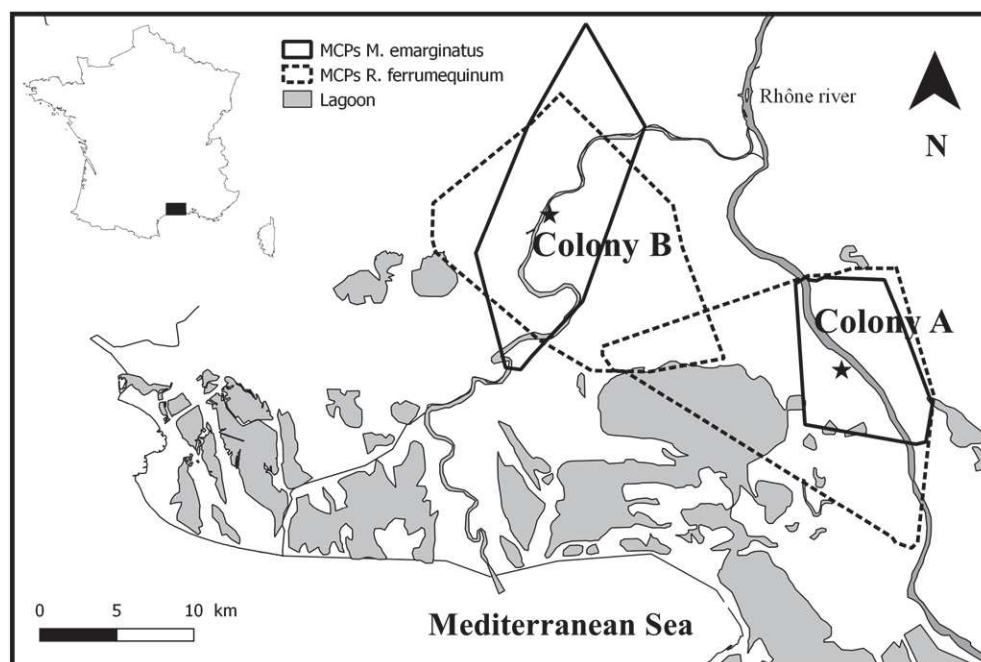 MCPs M. emarginatus
MCPs R. ferrumequinum
Lagoon
Rhône river
N
Colony B
Colony A
0 5 10 km
Mediterranean Sea